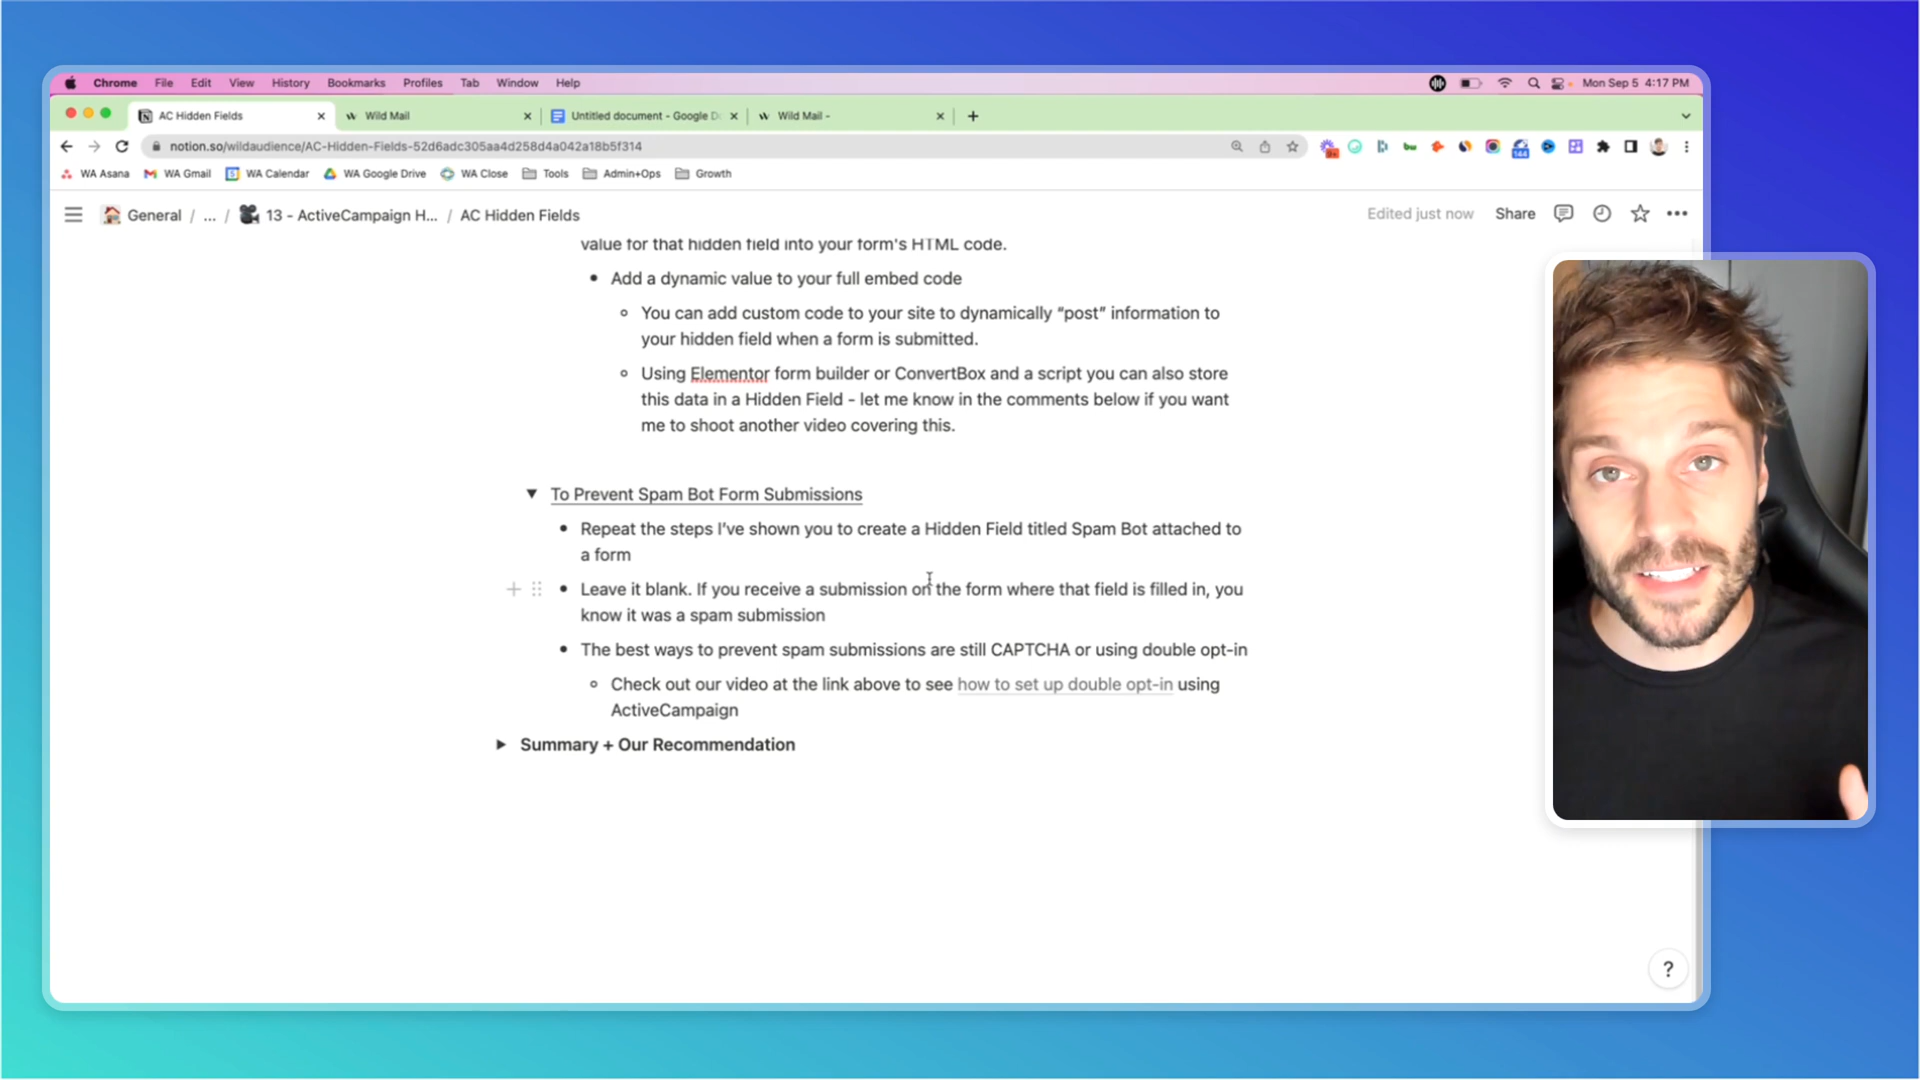 Chrome File Edit View History Bookmarks Profiles Tab Window Help Mon Sep 5 4:17 PM
AC Hidden Fields Wild Mail Untitled document - Google D Wild Mail -
notion.so/wildaudience/AC-Hidden-Fields-52d6adc305aa4d258d4a042a18b5f314
WA Asana WA Gmail WA Calendar WA Google Drive WA Close Tools Admin+Ops Growth
General / ... / 13 - ActiveCampaign H... / AC Hidden Fields Edited just now Share
value for that hidden field into your form's HTML code.
Add a dynamic value to your full embed code
You can add custom code to your site to dynamically “post” information to
your hidden field when a form is submitted.
Using Elementor form builder or ConvertBox and a script you can also store
this data in a Hidden Field - let me know in the comments below if you want
me to shoot another video covering this.
To Prevent Spam Bot Form Submissions
Repeat the steps I've shown you to create a Hidden Field titled Spam Bot attached to
a form
Leave it blank. If you receive a submission on the form where that field is filled in, you
know it was a spam submission
The best ways to prevent spam submissions are still CAPTCHA or using double opt-in
Check out our video at the link above to see how to set up double opt-in using
ActiveCampaign
Summary + Our Recommendation
?